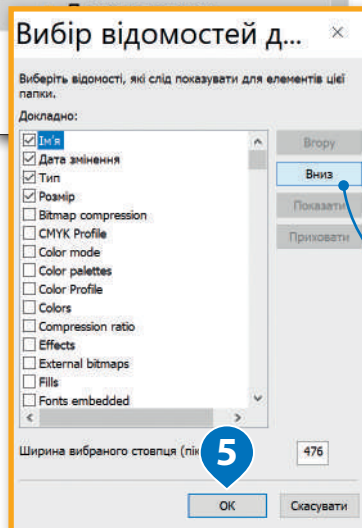 Вибір відомостей д...
Виберіть відомості, які слід показувати для елементів цієї
папки.
Докладно:
Ім'я
Дата змінення
Тип
Розмір
Bitmap compression
CMYK Profile
Color mode
Color palettes
Color Profile
Colors
Compression ratio
Effects
External bitmaps
Fills
Fonts embedded
Вгору
Вниз
Показати
Приховати
Ширина вибраного стовпця (пік
476
5
ОК
Скасувати